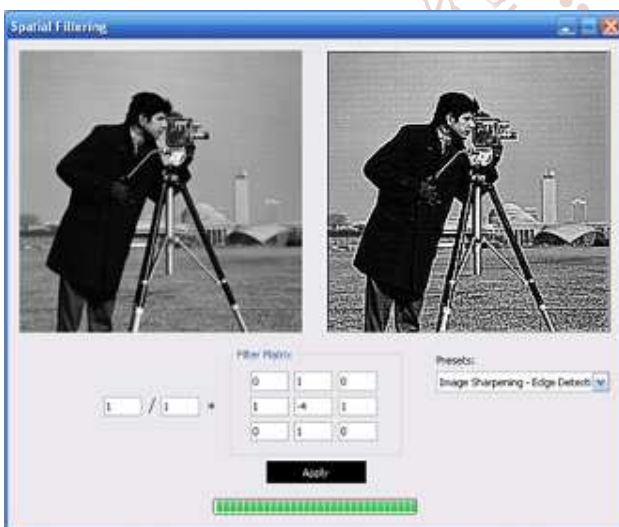 Spatial Filtering
Filter Matrix
Presets:
0 1 0
Image Sharpening - Edge Detecti
1 / 1 * 1 -4 1
0 1 0
Apply